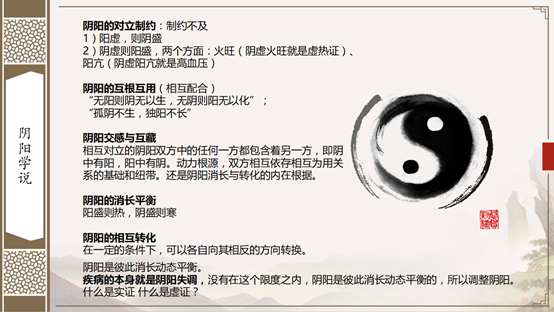 阴阳学说
阴阳的对立制约：制约不及
1）阳虚，则阴盛
2）阴虚则阳盛，两个方面：火旺（阴虚火旺就是虚热证）、
阳亢（阴虚阳亢就是高血压）
阴阳的互根互用（相互配合）
“无阳则阴无以生，无阴则阳无以化”；
“孤阴不生，独阳不长”
阴阳交感与互藏
相互对立的阴阳双方中的任何一方都包含着另一方，即阴
中有阳，阳中有阴。动力根源，双方相互依存相互为用关
系的基础和纽带。还是阴阳消长与转化的内在根据。
阴阳的消长平衡
阳盛则热，阴盛则寒
阴阳的相互转化
在一定的条件下，可以各自向其相反的方向转换。
阴阳是彼此消长动态平衡。
疾病的本身就是阴阳失调，没有在这个限度之内，阴阳是彼此消长动态平衡的，所以调整阴阳。
什么是实证 什么是虚证？